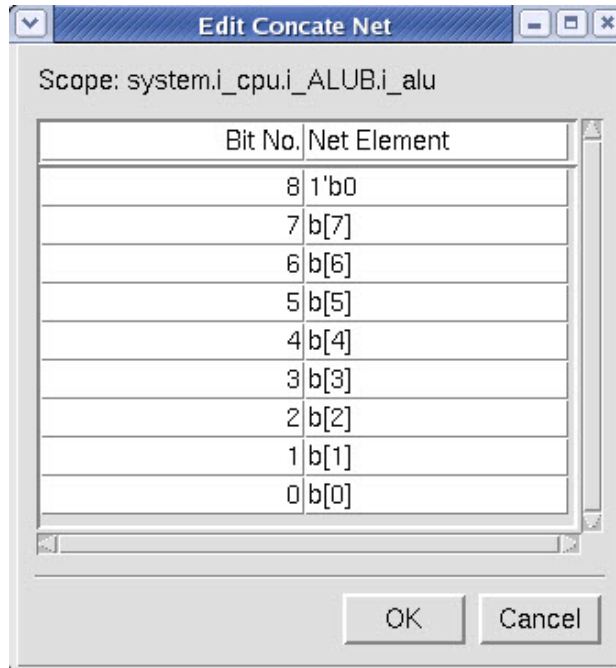 Edit Concate Net
Scope: system.i_cpu.i_ALUB.i_alu
Bit No. Net Element
8 1'b0
7 b[7]
6 b[6]
5 b[5]
4 b[4]
3 b[3]
2 b[2]
1 b[1]
0 b[0]
OK Cancel